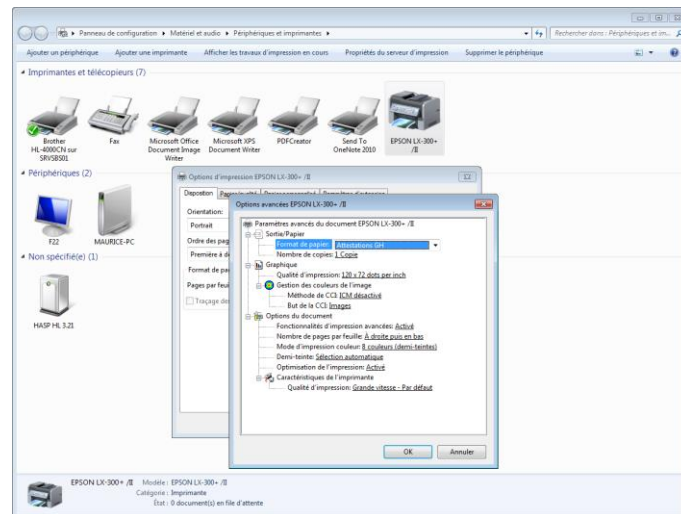 Panneau de configuration ▸ Matériel et audio ▸ Périphériques et imprimantes ▸
Rechercher dans : Périphériques et im...
Ajouter un périphérique Ajouter une imprimante Afficher les travaux d'impression en cours Propriétés du serveur d'impression Supprimer le périphérique
Imprimantes et télécopieurs (7)
Brother HL-4000CN sur SRVSBS01
Fax
Microsoft Office Document Image Writer
Microsoft XPS Document Writer
PDFCreator
Send To OneNote 2010
EPSON LX-300+ /II
Périphériques (2)
F22
MAURICE-PC
Non spécifié(e) (1)
HASP HL 3.21
Options d'impression EPSON LX-300+ /II
Disposition
Orientation:
Portrait
Ordre des pag
Première à d
Format de pa
Pages par feui
Traçage de
Options avancées EPSON LX-300+ /II
Paramètres avancés du document EPSON LX-300+ /II
Sortie/Papier
Format de papier: Attestations GH
Nombre de copies: 1 Copie
Graphique
Qualité d'impression: 120 x 72 dots per inch
Gestion des couleurs de l'image
Méthode de CCI: ICM désactivé
But de la CCI: Images
Options du document
Fonctionnalités d'impression avancées: Activé
Nombre de pages par feuille: À droite puis en bas
Mode d'impression couleur: 8 couleurs (demi-teintes)
Demi-teinte: Sélection automatique
Optimisation de l'impression: Activé
Caractéristiques de l'imprimante
Qualité d'impression: Grande vitesse - Par défaut
OK Annuler
EPSON LX-300+ /II Modèle : EPSON LX-300+ /II
Catégorie : Imprimante
État : 0 document(s) en file d'attente